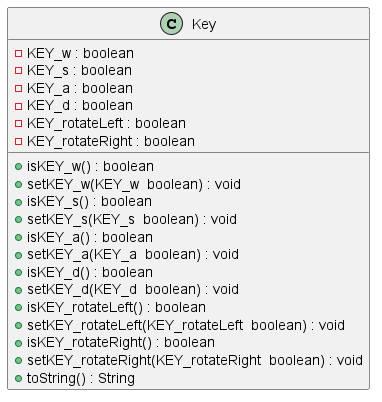 C Key
KEY_w : boolean
KEY_s : boolean
KEY_a : boolean
KEY_d : boolean
KEY_rotateLeft : boolean
KEY_rotateRight : boolean
isKEY_w() : boolean
setKEY_w(KEY_w  boolean) : void
isKEY_s() : boolean
setKEY_s(KEY_s  boolean) : void
isKEY_a() : boolean
setKEY_a(KEY_a  boolean) : void
isKEY_d() : boolean
setKEY_d(KEY_d  boolean) : void
isKEY_rotateLeft() : boolean
setKEY_rotateLeft(KEY_rotateLeft  boolean) : void
isKEY_rotateRight() : boolean
setKEY_rotateRight(KEY_rotateRight  boolean) : void
toString() : String